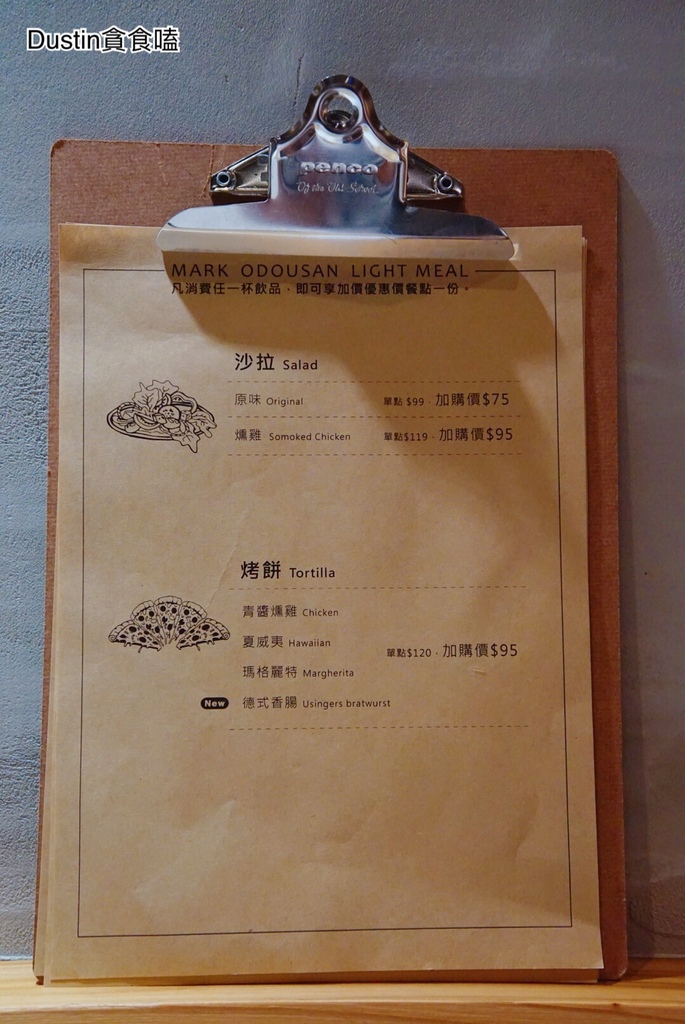 Dustin貪食嗑
penco
Of the Old School
MARK ODOUSAN LIGHT MEAL
凡消費任一杯飲品，即可享加價優惠價餐點一份。
沙拉 Salad
原味 Original 單點 $99，加購價$75
燻雞 Somoked Chicken 單點$119，加購價$95
烤餅 Tortilla
青醬燻雞 Chicken
夏威夷 Hawaiian
單點$120，加購價$95
瑪格麗特 Margherita
New 德式香腸 Usingers bratwurst